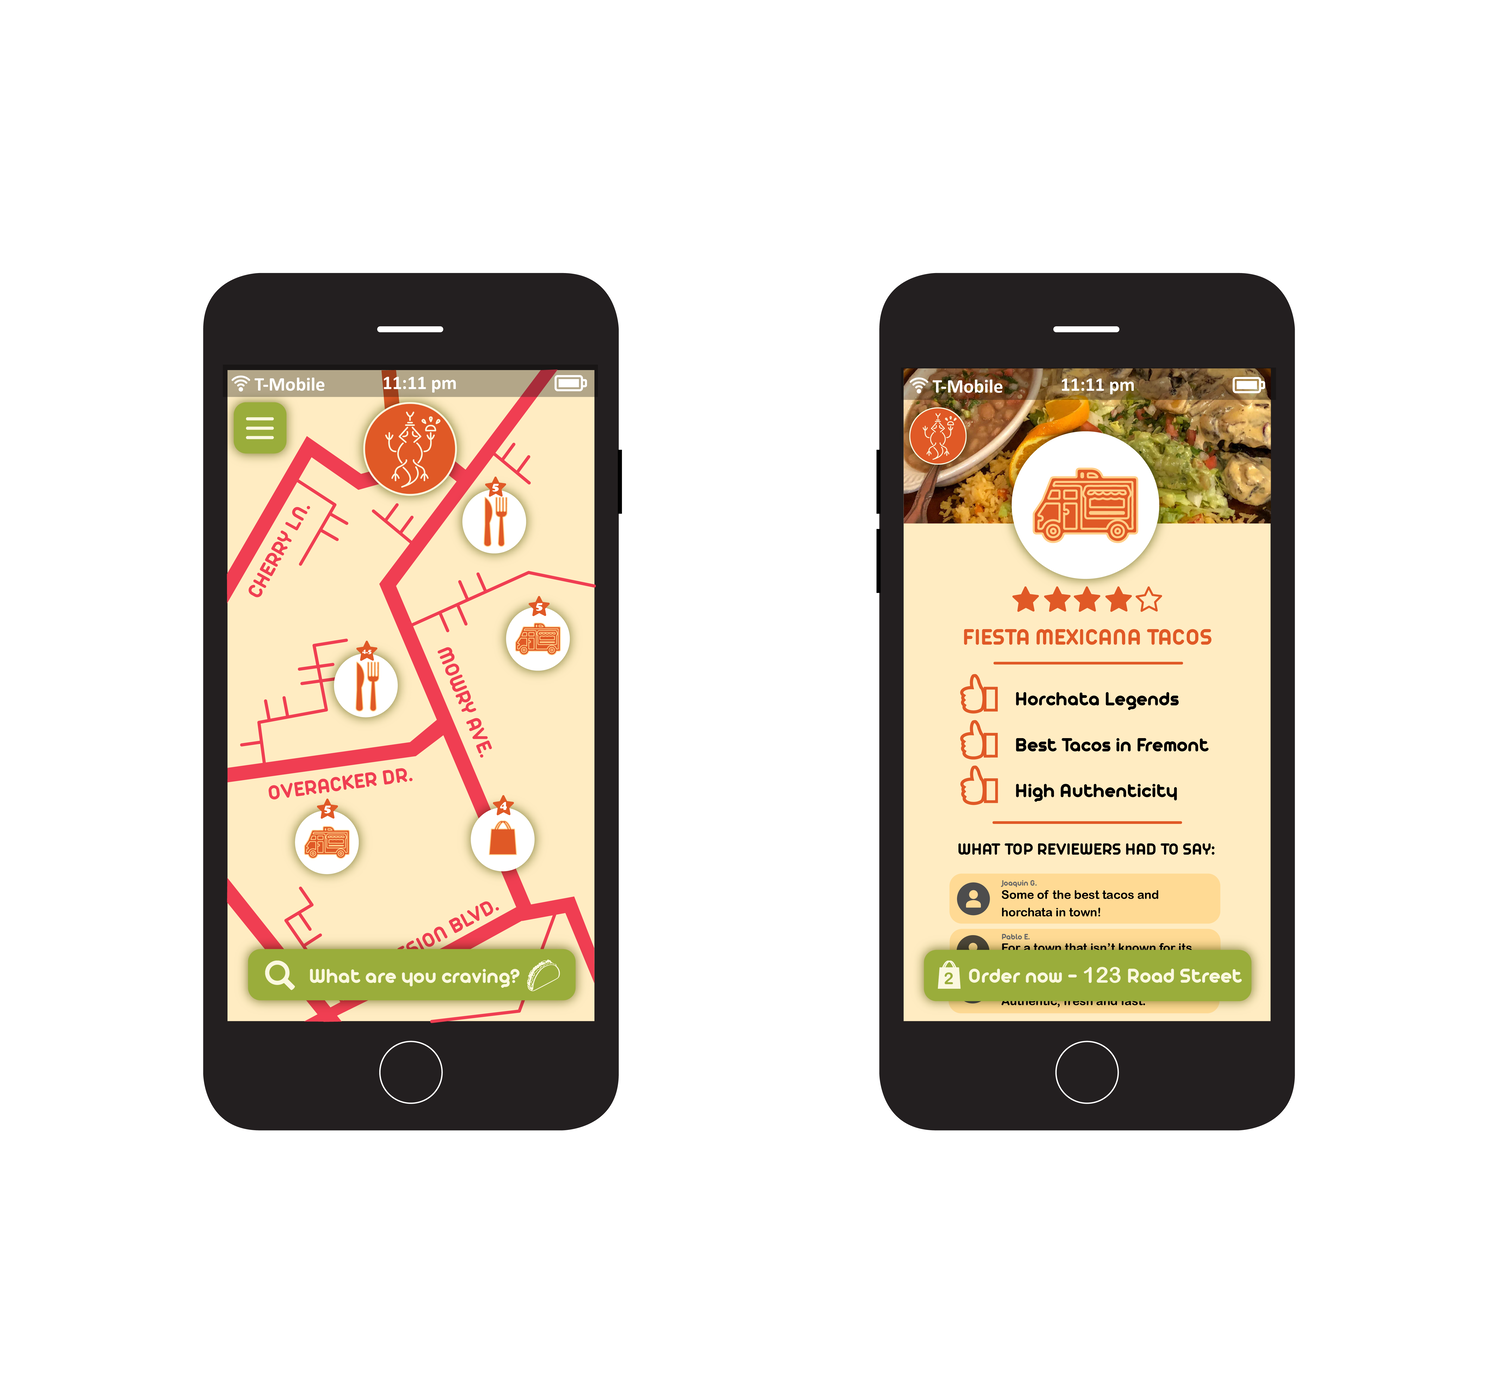 T-Mobile 11:11 pm
5
CHERRY LN.
5
4.5
MOWRY AVE.
OVERACKER DR.
5
4
SION BLVD.
What are you craving?
T-Mobile 11:11 pm
FIESTA MEXICANA TACOS
Horchata Legends
Best Tacos in Fremont
High Authenticity
WHAT TOP REVIEWERS HAD TO SAY:
Joaquin G.
Some of the best tacos and
horchata in town!
Pablo E.
For a town that isn't known for its
2 Order now - 123 Road Street
Authentic, fresh and fast.